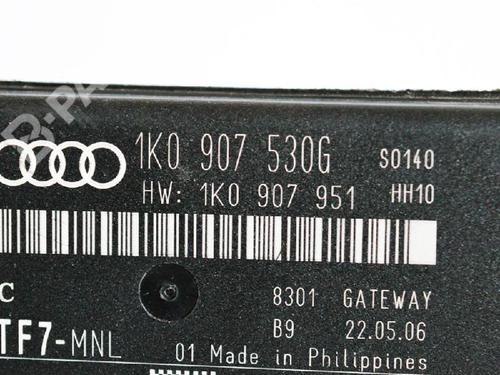 1K0 907 530G S0140
HW: 1K0 907 951 HH10
C
8301 GATEWAY
B9 22.05.06
TF7-MNL 01 Made in Philippines